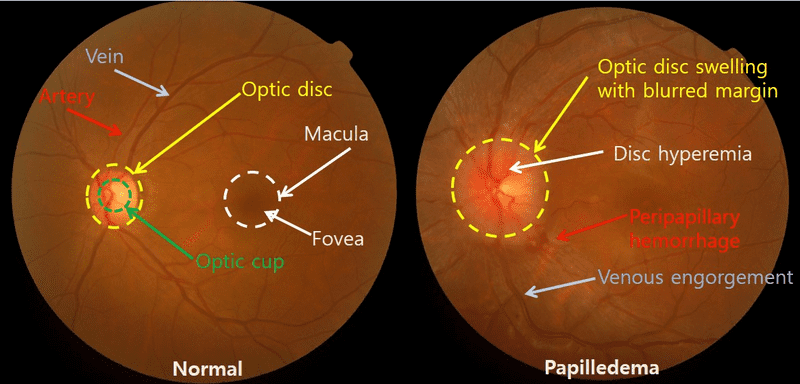 Vein
Artery
Optic disc
Macula
Fovea
Optic cup
Normal
Optic disc swelling
with blurred margin
Disc hyperemia
Peripapillary
hemorrhage
Venous engorgement
Papilledema